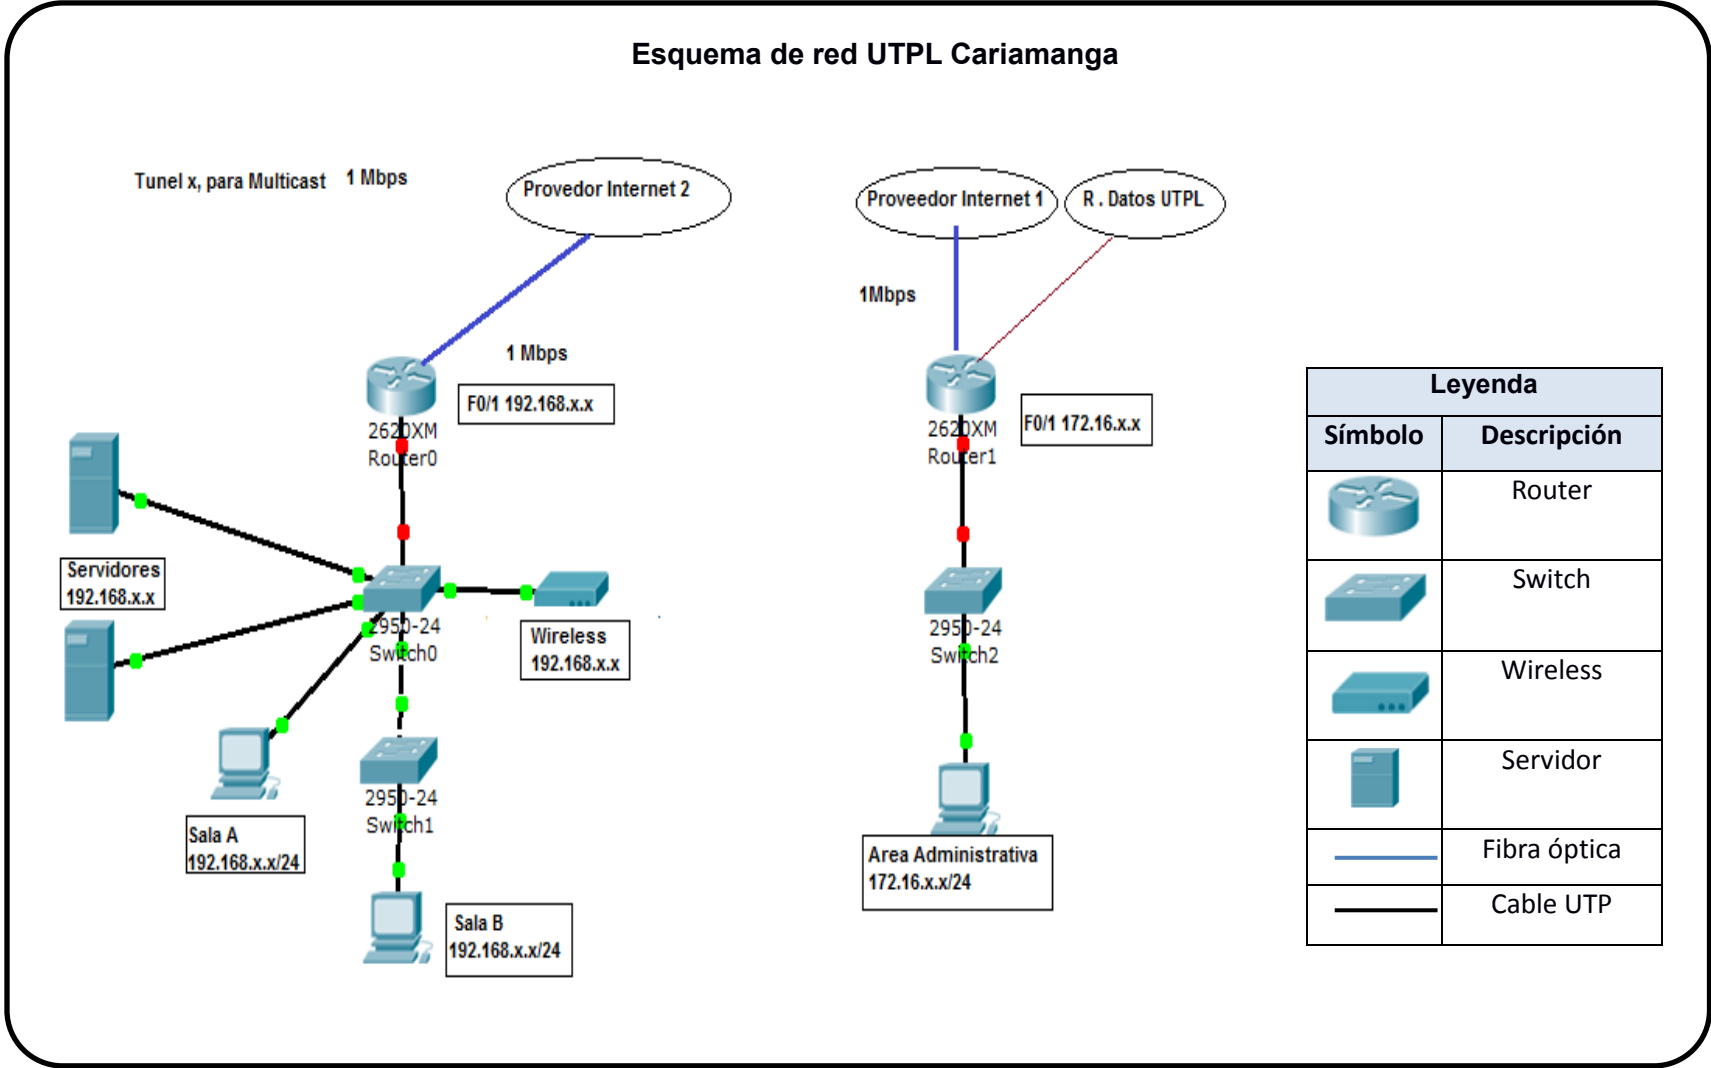 Esquema de red UTPL Cariamanga
Tunel x, para Multicast 1 Mbps
Provedor Internet 2
Proveedor Internet 1
R . Datos UTPL
1Mbps
1 Mbps
F0/1 192.168.x.x
2620XM
Router0
F0/1 172.16.x.x
2620XM
Router1
Servidores
192.168.x.x
2950-24
Switch0
Wireless
192.168.x.x
2950-24
Switch2
2950-24
Switch1
Sala A
192.168.x.x/24
Sala B
192.168.x.x/24
Area Administrativa
172.16.x.x/24
Leyenda
Símbolo Descripción
Router
Switch
Wireless
Servidor
Fibra óptica
Cable UTP